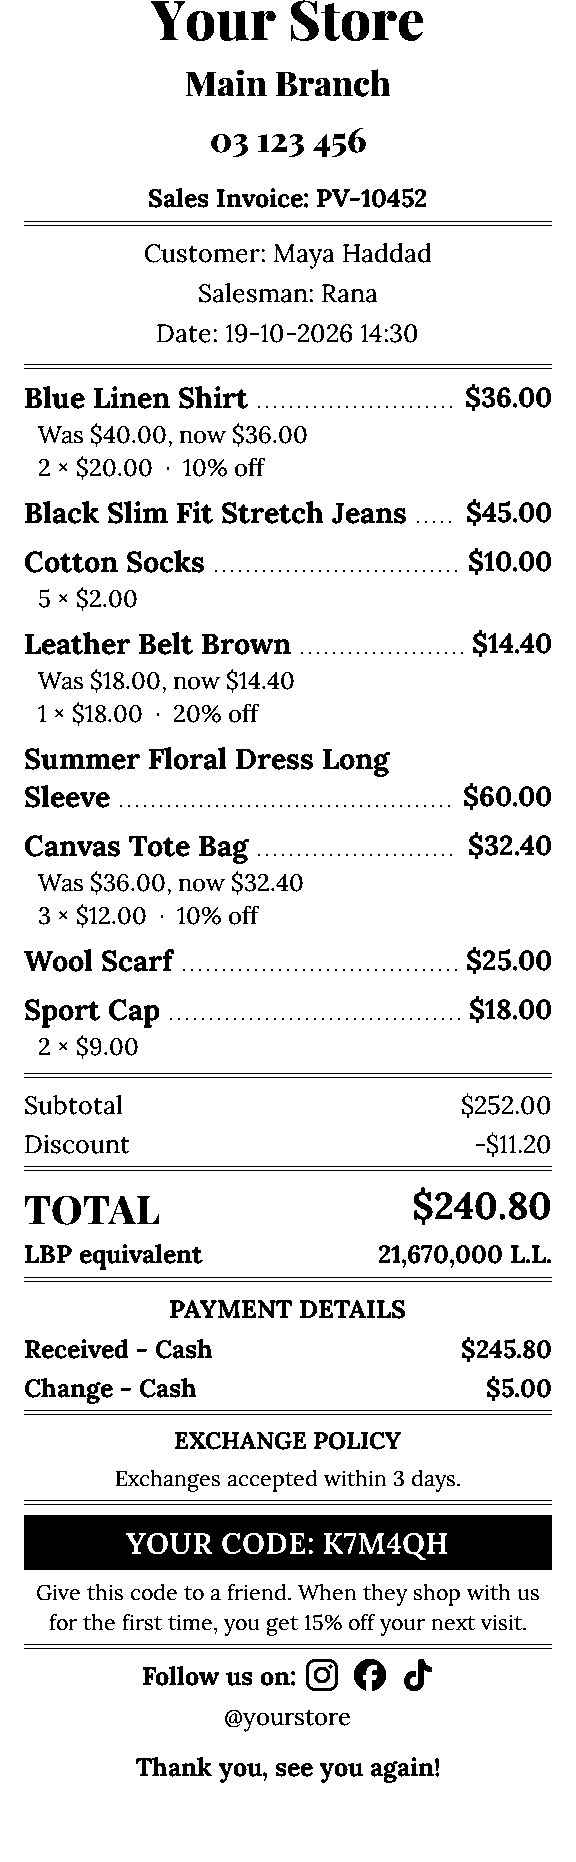 Your Store
Main Branch
03 123 456
Sales Invoice: PV-10452
Customer: Maya Haddad
Salesman: Rana
Date: 19-10-2026 14:30
Blue Linen Shirt ........................ $36.00
Was $40.00, now $36.00
2 × $20.00 · 10% off
Black Slim Fit Stretch Jeans ..... $45.00
Cotton Socks .............................. $10.00
5 × $2.00
Leather Belt Brown .................... $14.40
Was $18.00, now $14.40
1 × $18.00 · 20% off
Summer Floral Dress Long
Sleeve ......................................... $60.00
Canvas Tote Bag ........................ $32.40
Was $36.00, now $32.40
3 × $12.00 · 10% off
Wool Scarf .................................. $25.00
Sport Cap .................................... $18.00
2 × $9.00
Subtotal $252.00
Discount -$11.20
TOTAL $240.80
LBP equivalent 21,670,000 L.L.
PAYMENT DETAILS
Received - Cash $245.80
Change - Cash $5.00
EXCHANGE POLICY
Exchanges accepted within 3 days.
YOUR CODE: K7M4QH
Give this code to a friend. When they shop with us
for the first time, you get 15% off your next visit.
Follow us on:
@yourstore
Thank you, see you again!